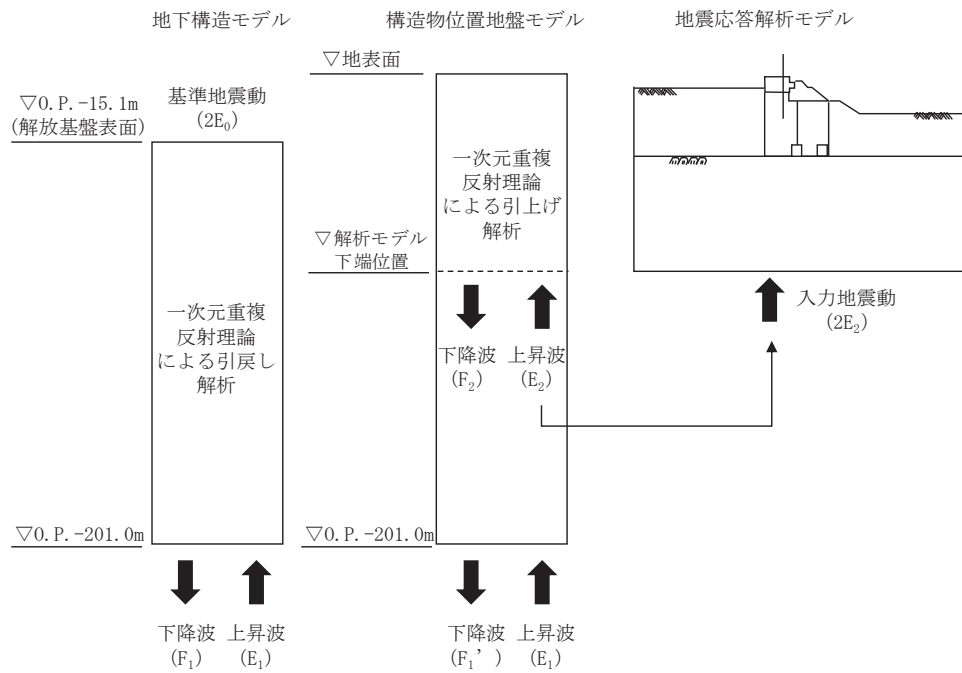 地下構造モデル
▽O.P.-15.1m
(解放基盤表面)
基準地震動
(2E₀)
一次元重複
反射理論
による引戻し
解析
▽O.P.-201.0m
下降波
(F₁)
上昇波
(E₁)
構造物位置地盤モデル
▽地表面
一次元重複
反射理論
による引上げ
解析
▽解析モデル
下端位置
下降波
(F₂)
上昇波
(E₂)
▽O.P.-201.0m
下降波
(F₁’)
上昇波
(E₁)
地震応答解析モデル
入力地震動
(2E₂)